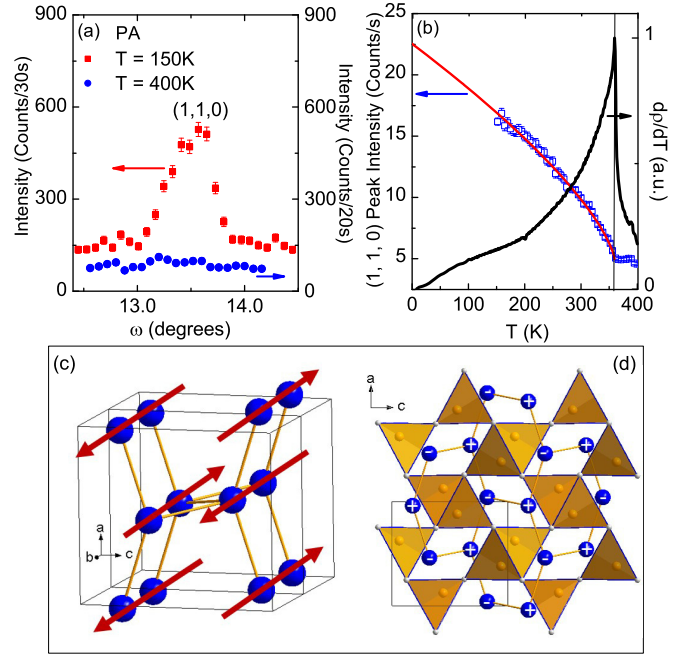 (a)
PA
T = 150K
T = 400K
(1,1,0)
Intensity (Counts/30s)
900
600
300
0
900
600
300
0
Intensity (Counts/20s)
13.0
14.0
ω (degrees)
(b)
(1, 1, 0) Peak Intensity (Counts/s)
25
20
15
10
5
1
0
dρ/dT (a.u.)
0
100
200
300
400
T (K)
(c)
a
b
c
(d)
a
c
− +
− +
+ −
− +
+ −
− +
+ −
− +
+ −
− +
− +